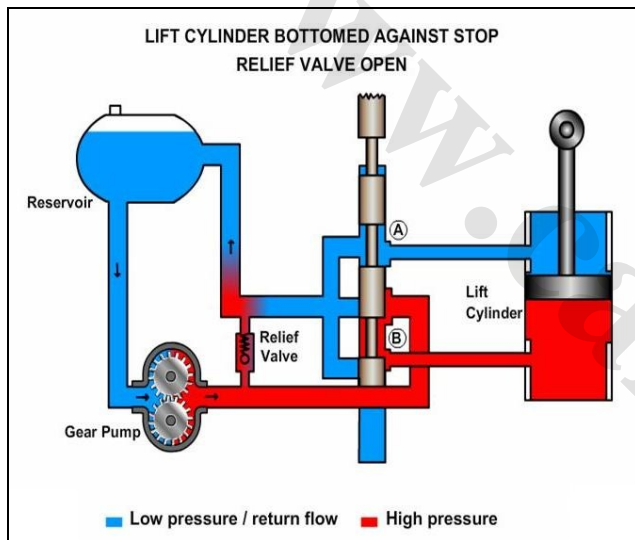 LIFT CYLINDER BOTTOMED AGAINST STOP
RELIEF VALVE OPEN
Reservoir
A
Lift
Cylinder
B
Relief
Valve
Gear Pump
Low pressure / return flow
High pressure